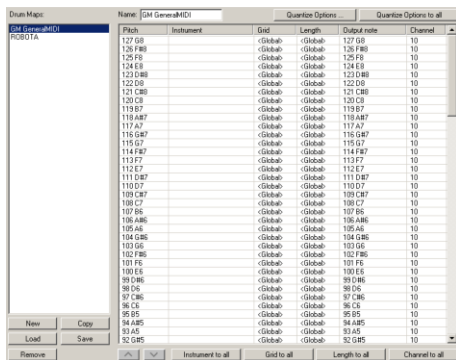 Drum Maps:
GM GeneralMIDI
ROBOTA
Name: GM GeneralMIDI
Quantize Options ...
Quantize Options to all
Pitch Instrument Grid Length Output note Channel
127 G8 <Global> <Global> 127 G8 10
126 F#8 <Global> <Global> 126 F#8 10
125 F8 <Global> <Global> 125 F8 10
124 E8 <Global> <Global> 124 E8 10
123 D#8 <Global> <Global> 123 D#8 10
122 D8 <Global> <Global> 122 D8 10
121 C#8 <Global> <Global> 121 C#8 10
120 C8 <Global> <Global> 120 C8 10
119 B7 <Global> <Global> 119 B7 10
118 A#7 <Global> <Global> 118 A#7 10
117 A7 <Global> <Global> 117 A7 10
116 G#7 <Global> <Global> 116 G#7 10
115 G7 <Global> <Global> 115 G7 10
114 F#7 <Global> <Global> 114 F#7 10
113 F7 <Global> <Global> 113 F7 10
112 E7 <Global> <Global> 112 E7 10
111 D#7 <Global> <Global> 111 D#7 10
110 D7 <Global> <Global> 110 D7 10
109 C#7 <Global> <Global> 109 C#7 10
108 C7 <Global> <Global> 108 C7 10
107 B6 <Global> <Global> 107 B6 10
106 A#6 <Global> <Global> 106 A#6 10
105 A6 <Global> <Global> 105 A6 10
104 G#6 <Global> <Global> 104 G#6 10
103 G6 <Global> <Global> 103 G6 10
102 F#6 <Global> <Global> 102 F#6 10
101 F6 <Global> <Global> 101 F6 10
100 E6 <Global> <Global> 100 E6 10
99 D#6 <Global> <Global> 99 D#6 10
98 D6 <Global> <Global> 98 D6 10
97 C#6 <Global> <Global> 97 C#6 10
96 C6 <Global> <Global> 96 C6 10
95 B5 <Global> <Global> 95 B5 10
94 A#5 <Global> <Global> 94 A#5 10
93 A5 <Global> <Global> 93 A5 10
92 G#5 <Global> <Global> 92 G#5 10
New Copy
Load Save
Remove
Instrument to all
Grid to all
Length to all
Channel to all